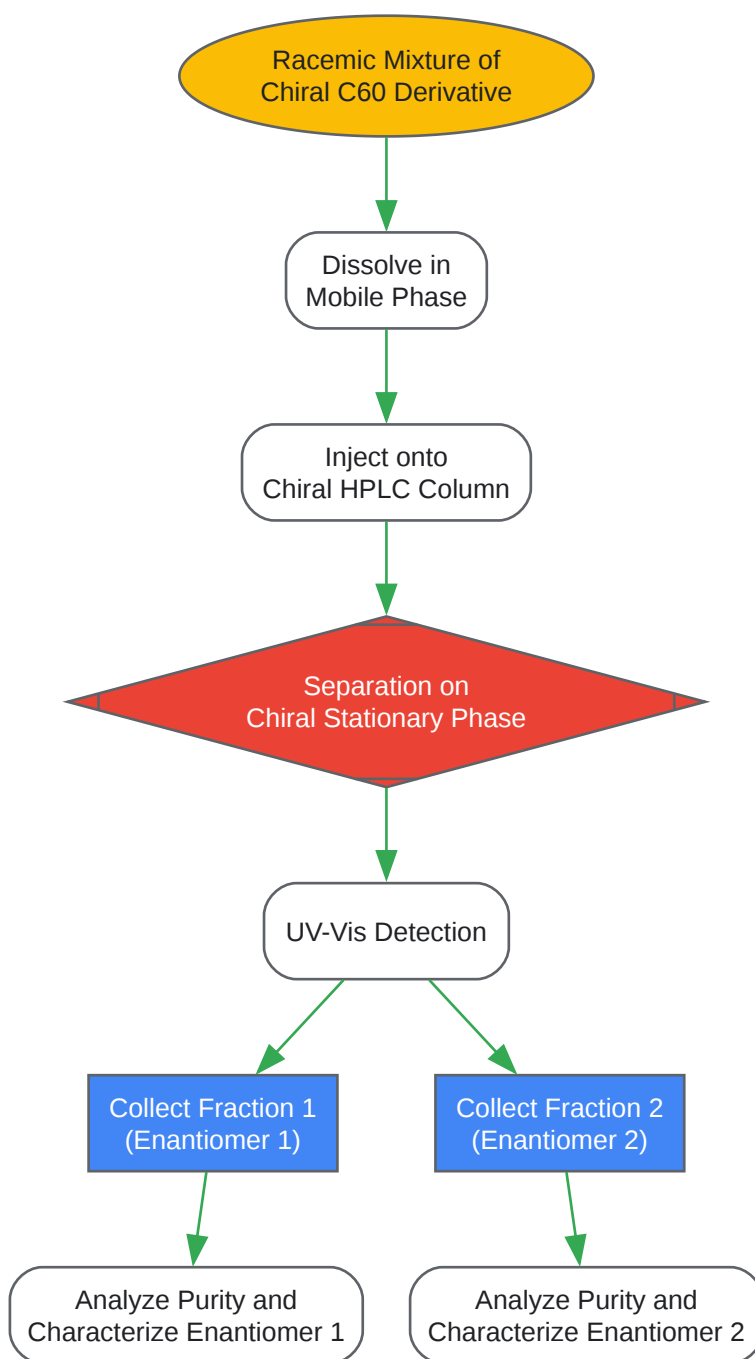 Racemic Mixture of
Chiral C60 Derivative
Dissolve in
Mobile Phase
Inject onto
Chiral HPLC Column
Separation on
Chiral Stationary Phase
UV-Vis Detection
Collect Fraction 1
(Enantiomer 1)
Collect Fraction 2
(Enantiomer 2)
Analyze Purity and
Characterize Enantiomer 1
Analyze Purity and
Characterize Enantiomer 2